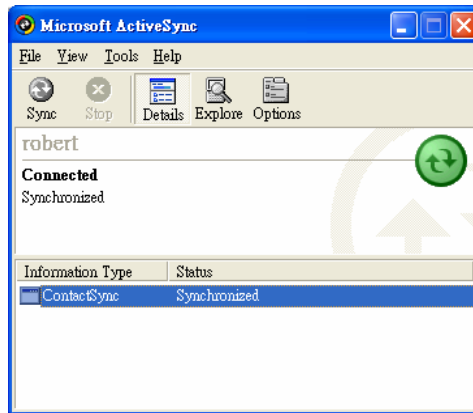 Microsoft ActiveSync
File View Tools Help
Sync Stop Details Explore Options
robert
Connected
Synchronized
Information Type Status
ContactSync Synchronized